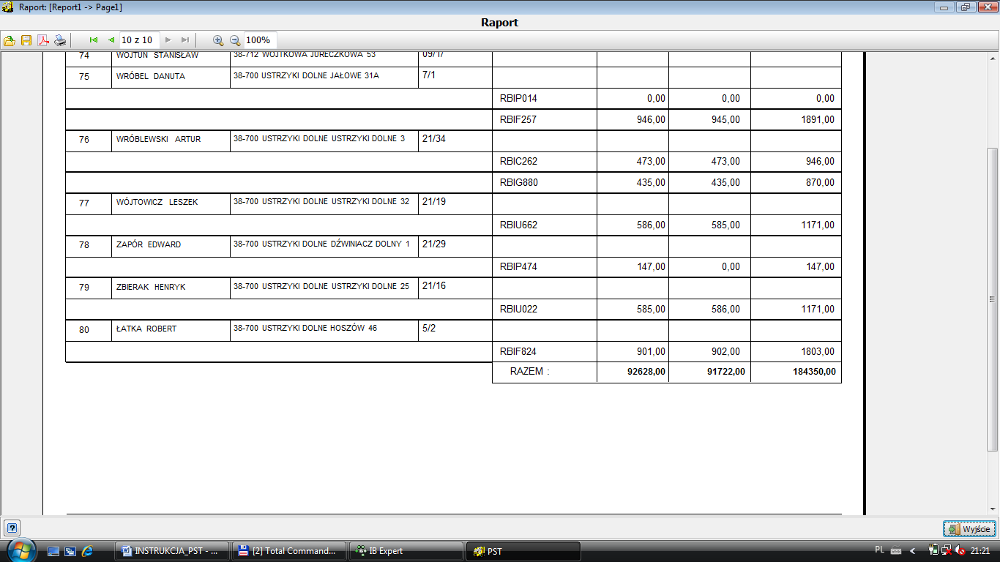 Raport: [Report1 -> Page1]
Raport
10 z 10 100%
74 WOJTUŃ STANISŁAW 38-712 WOJTKOWA JURECZKOWA 53
75 WRÓBEL DANUTA 38-700 USTRZYKI DOLNE JAŁOWE 31A 7/1
RBIP014 0,00 0,00 0,00
RBIF257 946,00 945,00 1891,00
76 WRÓBLEWSKI ARTUR 38-700 USTRZYKI DOLNE USTRZYKI DOLNE 3 21/34
RBIC262 473,00 473,00 946,00
RBIG880 435,00 435,00 870,00
77 WÓJTOWICZ LESZEK 38-700 USTRZYKI DOLNE USTRZYKI DOLNE 32 21/19
RBIU662 586,00 585,00 1171,00
78 ZAPÓR EDWARD 38-700 USTRZYKI DOLNE DŹWINIACZ DOLNY 1 21/29
RBIP474 147,00 0,00 147,00
79 ZBIERAK HENRYK 38-700 USTRZYKI DOLNE USTRZYKI DOLNE 25 21/16
RBIU022 585,00 586,00 1171,00
80 ŁATKA ROBERT 38-700 USTRZYKI DOLNE HOSZÓW 46 5/2
RBIF824 901,00 902,00 1803,00
RAZEM : 92628,00 91722,00 184350,00
Wyjście
INSTRUKCJA_PST - ... [2] Total Command... IB Expert PST PL 21:21